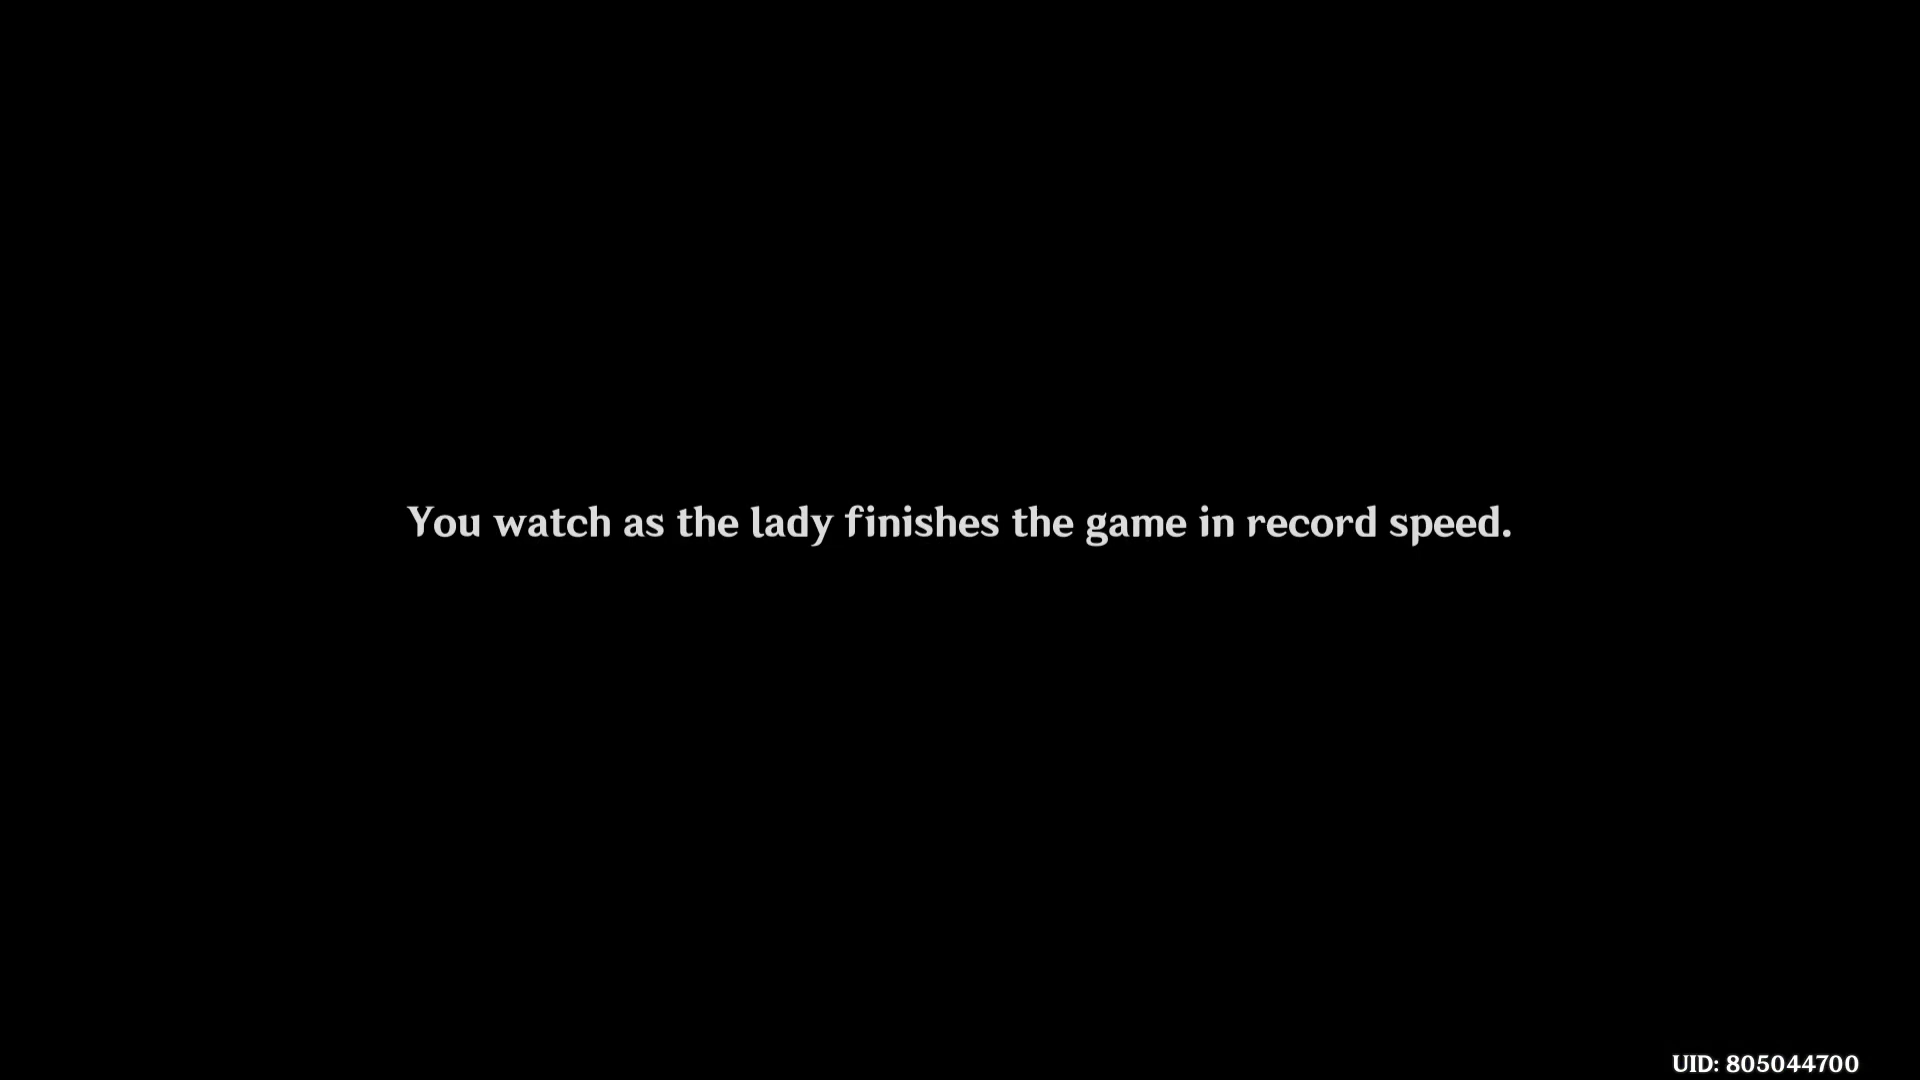 You watch as the lady finishes the game in record speed.
UID: 805044700